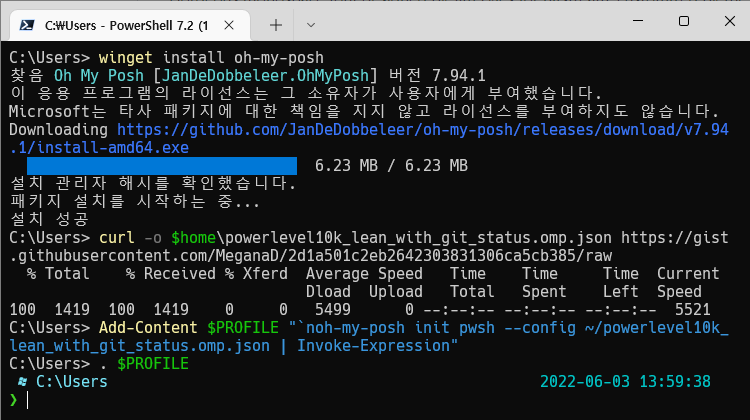 C:\Users - PowerShell 7.2 (1
C:\Users> winget install oh-my-posh
찾음 Oh My Posh [JanDeDobbeleer.OhMyPosh] 버전 7.94.1
이 응용 프로그램의 라이선스는 그 소유자가 사용자에게 부여했습니다.
Microsoft는 타사 패키지에 대한 책임을 지지 않고 라이선스를 부여하지도 않습니다.
Downloading https://github.com/JanDeDobbeleer/oh-my-posh/releases/download/v7.94
.1/install-amd64.exe
6.23 MB / 6.23 MB
설치 관리자 해시를 확인했습니다.
패키지 설치를 시작하는 중...
설치 성공
C:\Users> curl -o $home\powerlevel10k_lean_with_git_status.omp.json https://gist
.githubusercontent.com/MeganaD/2d1a501c2eb2642303831306ca5cb385/raw
% Total % Received % Xferd Average Speed Time Time Time Current
Dload Upload Total Spent Left Speed
100 1419 100 1419 0 0 5499 0 --:--:-- --:--:-- --:--:-- 5521
C:\Users> Add-Content $PROFILE "`noh-my-posh init pwsh --config ~/powerlevel10k_
lean_with_git_status.omp.json | Invoke-Expression"
C:\Users> . $PROFILE
C:\Users 2022-06-03 13:59:38
❯